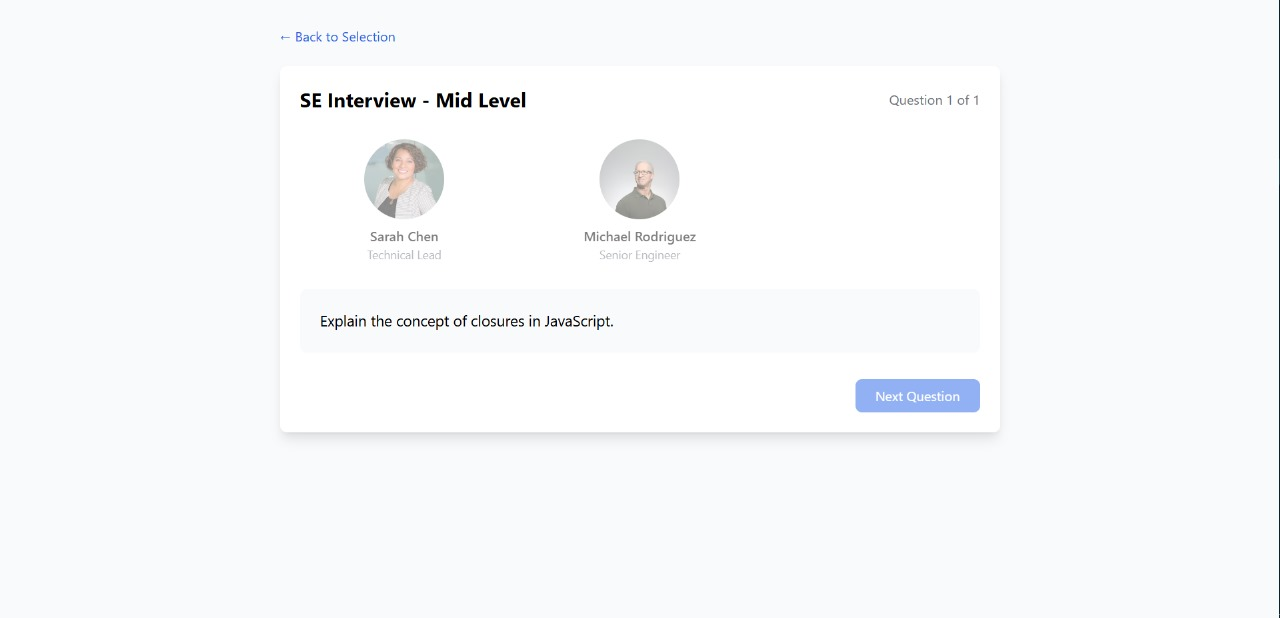 ← Back to Selection
SE Interview - Mid Level
Question 1 of 1
Sarah Chen
Technical Lead
Michael Rodriguez
Senior Engineer
Explain the concept of closures in JavaScript.
Next Question